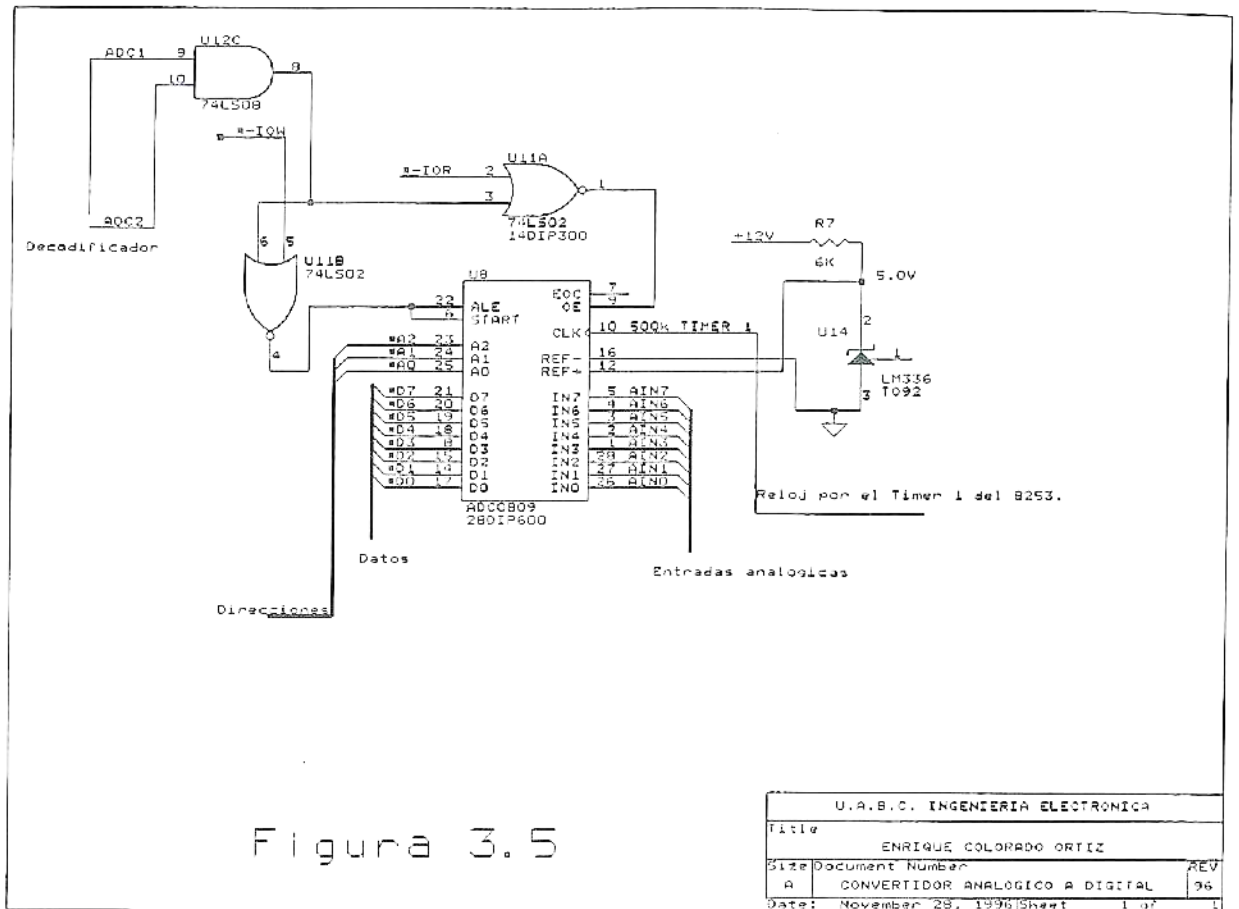 U12C
ADC1 9
10
8
74LS08
*-IOW
ADC2
Decodificador
6 5
U11B
74LS02
4
U11A
*-IOR 2
3
1
74LS02
14DIP300
R7
+12V
6K
5.0V
2
U14
1
LM336
TO92
3
U8
22 ALE
6 START
*A2 23 A2
*A1 24 A1
*A0 25 A0
*D7 21 D7
*D6 20 D6
*D5 19 D5
*D4 18 D4
*D3 8 D3
*D2 15 D2
*D1 14 D1
*D0 17 D0
EOC 7
OE 9
CLK 10 500k TIMER 1
REF- 16
REF+ 12
IN7 5 AIN7
IN6 4 AIN6
IN5 3 AIN5
IN4 2 AIN4
IN3 1 AIN3
IN2 28 AIN2
IN1 27 AIN1
IN0 26 AIN0
ADC0809
28DIP600
Reloj por el Timer 1 del 8253.
Datos
Entradas analogicas
Direcciones
Figura 3.5
U.A.B.C. INGENIERIA ELECTRONICA
Title
ENRIQUE COLORADO ORTIZ
Size Document Number REV
A CONVERTIDOR ANALOGICO A DIGITAL 96
Date: November 28, 1996 Sheet 1 of 1